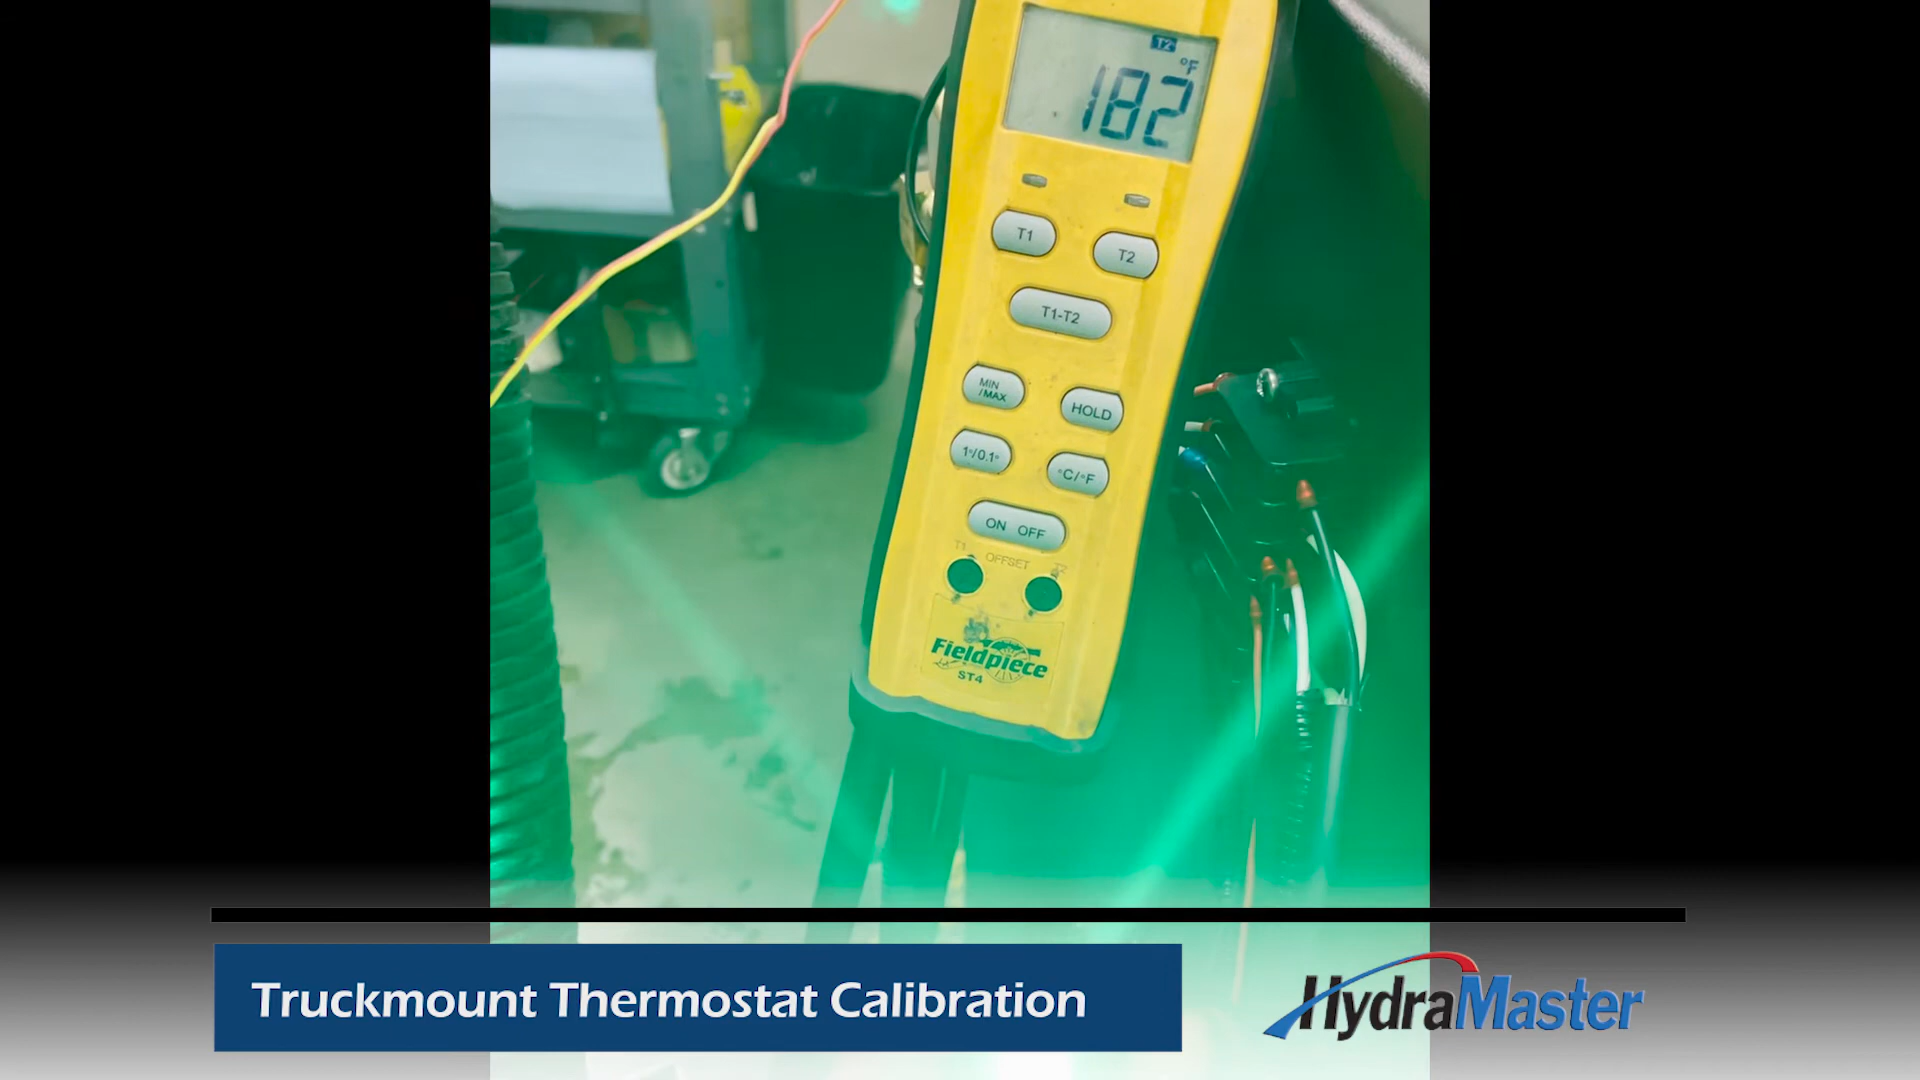 T2
°F
182
T1
T2
T1-T2
MIN
/MAX
HOLD
1°/0.1°
°C/°F
ON OFF
T1 OFFSET T2
Fieldpiece
ST4
Truckmount Thermostat Calibration
HydraMaster